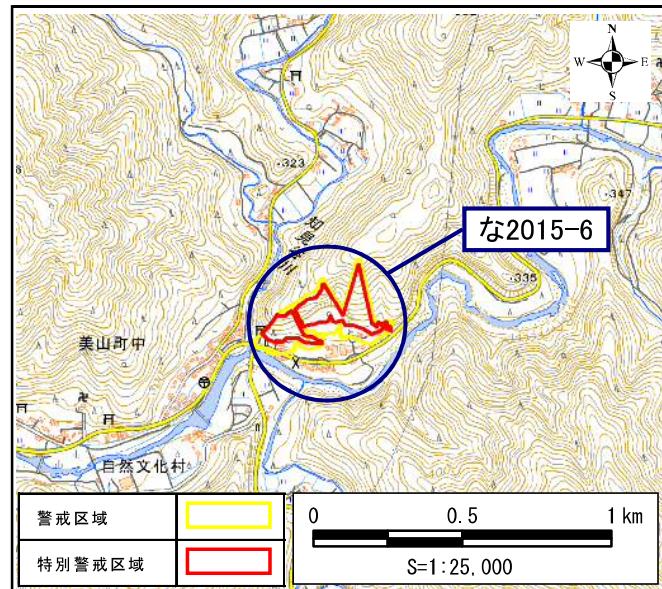 N
W E
S
・323
・347
な2015-6
・335
美山町中
自然文化村
警戒区域
特別警戒区域
0 0.5 1 km
S=1:25,000